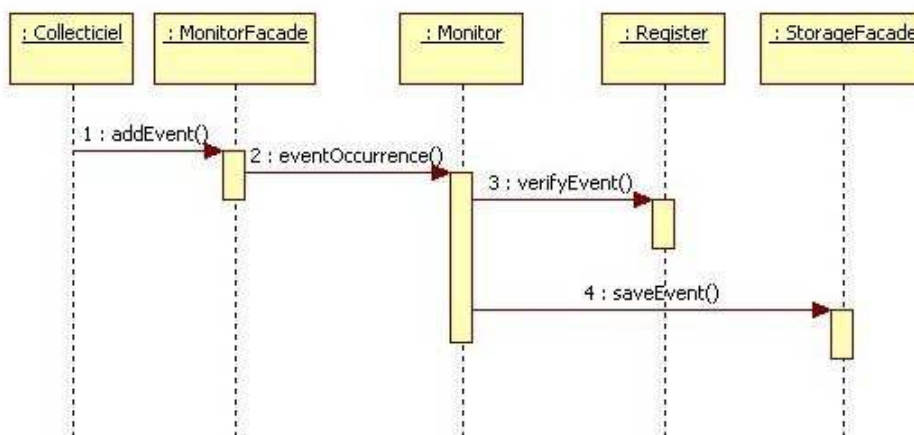 : Collecticiel
: MonitorFacade
: Monitor
: Register
: StorageFacade
1 : addEvent()
2 : eventOccurrence()
3 : verifyEvent()
4 : saveEvent()